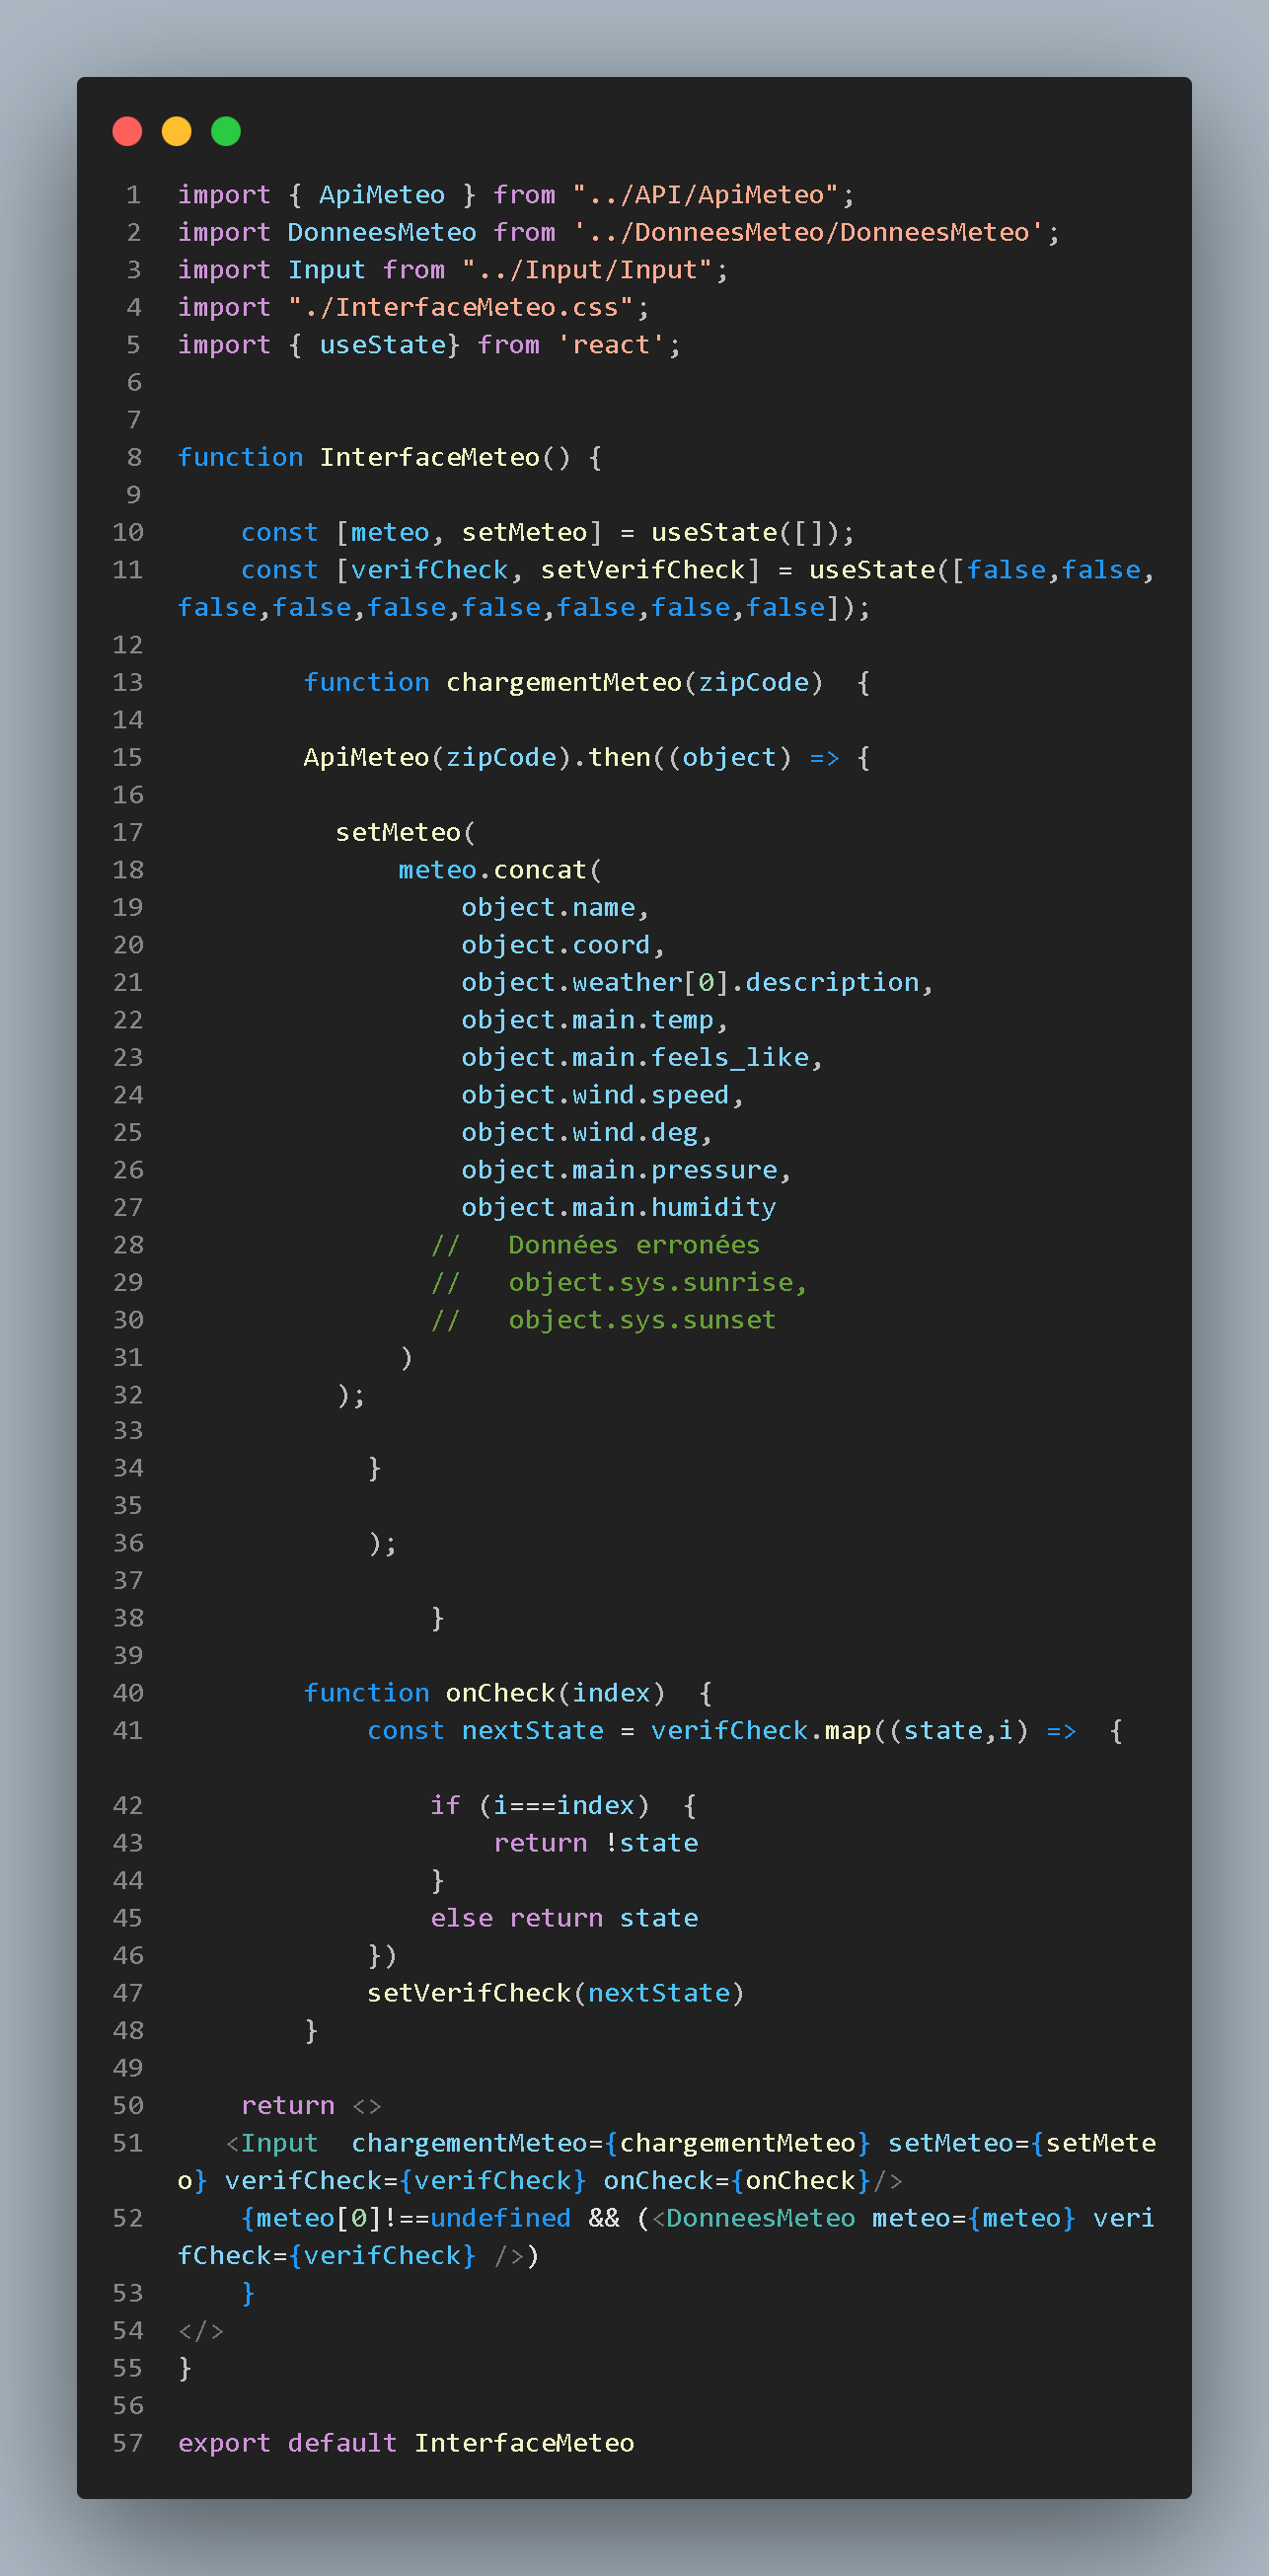 1 import { ApiMeteo } from "../API/ApiMeteo";
2 import DonneesMeteo from '../DonneesMeteo/DonneesMeteo';
3 import Input from "../Input/Input";
4 import "./InterfaceMeteo.css";
5 import { useState} from 'react';
6
7
8 function InterfaceMeteo() {
9
10     const [meteo, setMeteo] = useState([]);
11     const [verifCheck, setVerifCheck] = useState([false,false,
false,false,false,false,false,false,false]);
12
13         function chargementMeteo(zipCode)  {
14
15         ApiMeteo(zipCode).then((object) => {
16
17           setMeteo(
18               meteo.concat(
19                   object.name,
20                   object.coord,
21                   object.weather[0].description,
22                   object.main.temp,
23                   object.main.feels_like,
24                   object.wind.speed,
25                   object.wind.deg,
26                   object.main.pressure,
27                   object.main.humidity
28                 //   Données erronées
29                 //   object.sys.sunrise,
30                 //   object.sys.sunset
31               )
32           );
33
34             }
35
36             );
37
38                 }
39
40         function onCheck(index)  {
41             const nextState = verifCheck.map((state,i) =>  {
42                 if (i===index)  {
43                     return !state
44                 }
45                 else return state
46             })
47             setVerifCheck(nextState)
48         }
49
50     return <>
51    <Input  chargementMeteo={chargementMeteo} setMeteo={setMete
o} verifCheck={verifCheck} onCheck={onCheck}/>
52     {meteo[0]!==undefined && (<DonneesMeteo meteo={meteo} veri
fCheck={verifCheck} />)
53     }
54 </>
55 }
56
57 export default InterfaceMeteo